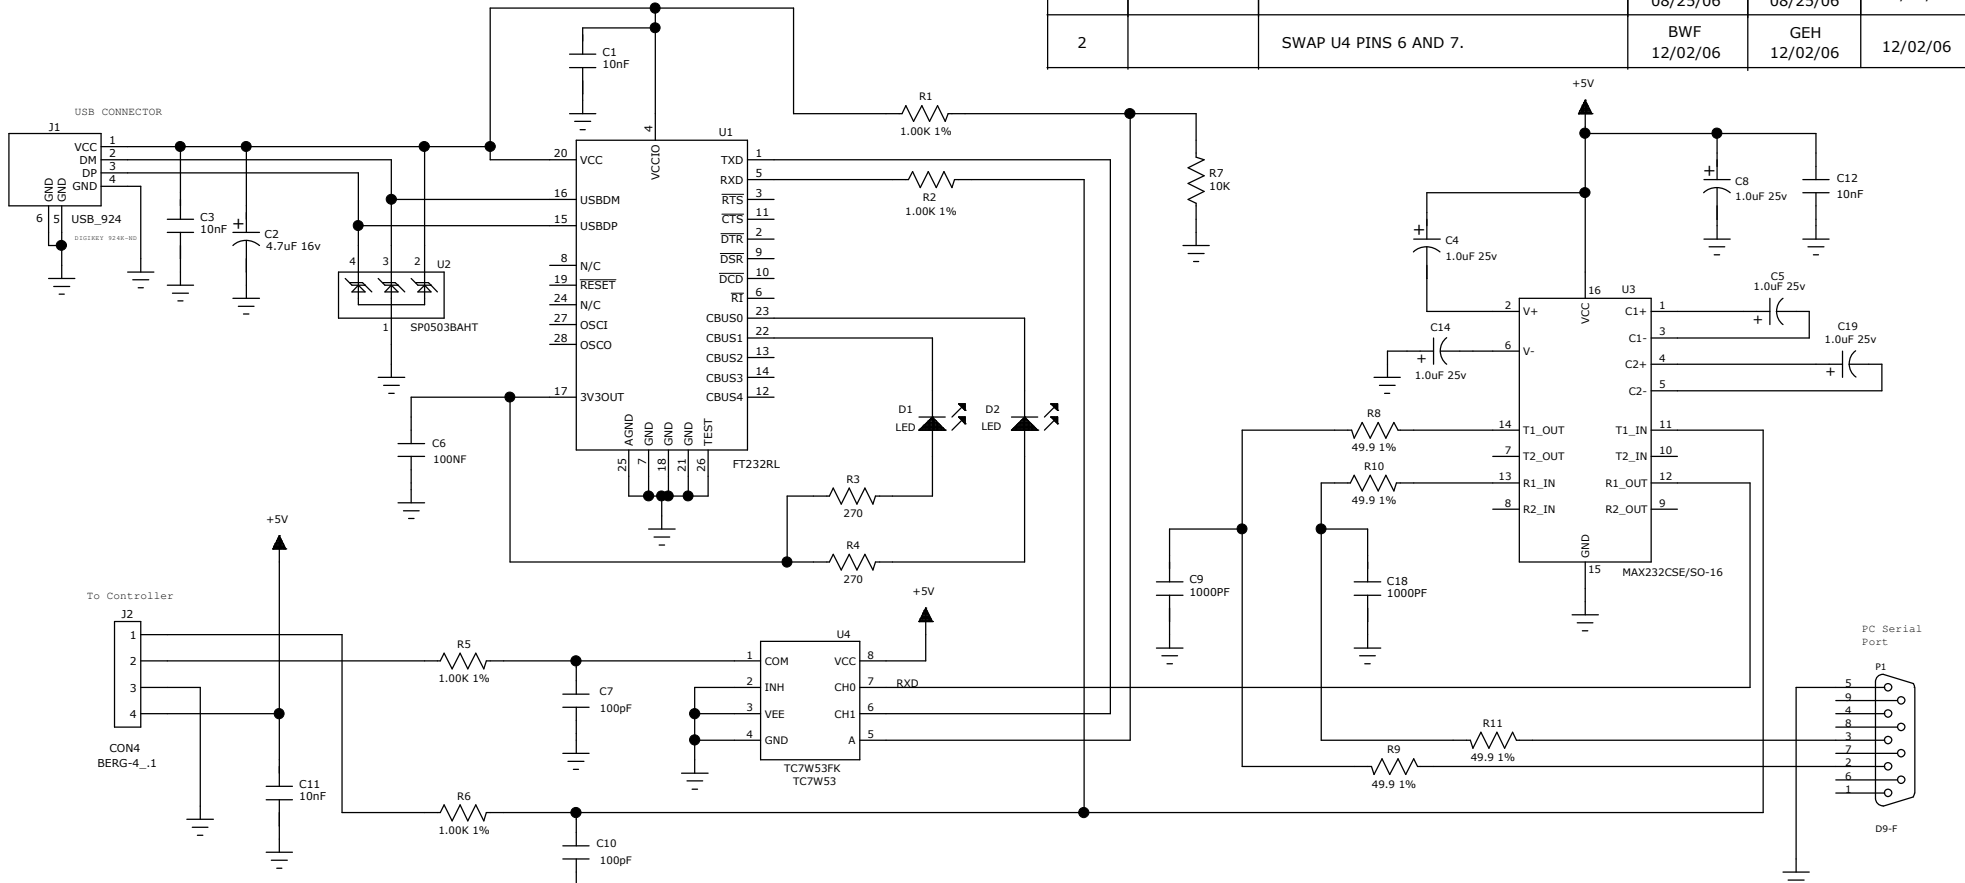 08/25/06 08/25/06
2 SWAP U4 PINS 6 AND 7. BWF 12/02/06 GEH 12/02/06 12/02/06
USB CONNECTOR
J1
VCC 1
DM 2
DP 3
GND 4
GND GND
6 5
USB_924
DIGIKEY 924K-ND
C3
10nF
C2
4.7uF 16v
C1
10nF
4 3 2 U2
1
SP0503BAHT
U1
4
VCCIO
20 VCC
16 USBDM
15 USBDP
8 N/C
19 RESET
24 N/C
27 OSCI
28 OSCO
17 3V3OUT
TXD 1
RXD 5
RTS 3
CTS 11
DTR 2
DSR 9
DCD 10
RI 6
CBUS0 23
CBUS1 22
CBUS2 13
CBUS3 14
CBUS4 12
AGND GND GND GND TEST
25 7 18 21 26
FT232RL
C6
100NF
R1
1.00K 1%
R2
1.00K 1%
R7
10K
D1
LED
D2
LED
R3
270
R4
270
+5V
C8
1.0uF 25v
C12
10nF
C4
1.0uF 25v
C14
1.0uF 25v
+
+
+
+
+
+
C5
1.0uF 25v
C19
1.0uF 25v
U3
16
VCC
2 V+
6 V-
14 T1_OUT
7 T2_OUT
13 R1_IN
8 R2_IN
C1+ 1
C1- 3
C2+ 4
C2- 5
T1_IN 11
T2_IN 10
R1_OUT 12
R2_OUT 9
GND
15
MAX232CSE/SO-16
R8
49.9 1%
R10
49.9 1%
C9
1000PF
C18
1000PF
+5V
To Controller
J2
1
2
3
4
CON4
BERG-4_.1
C11
10nF
R5
1.00K 1%
C7
100pF
R6
1.00K 1%
C10
100pF
+5V
U4
1 COM
2 INH
3 VEE
4 GND
VCC 8
CH0 7 RXD
CH1 6
A 5
TC7W53FK
TC7W53
R11
49.9 1%
R9
49.9 1%
PC Serial
Port
P1
5
9
4
8
3
7
2
6
1
D9-F